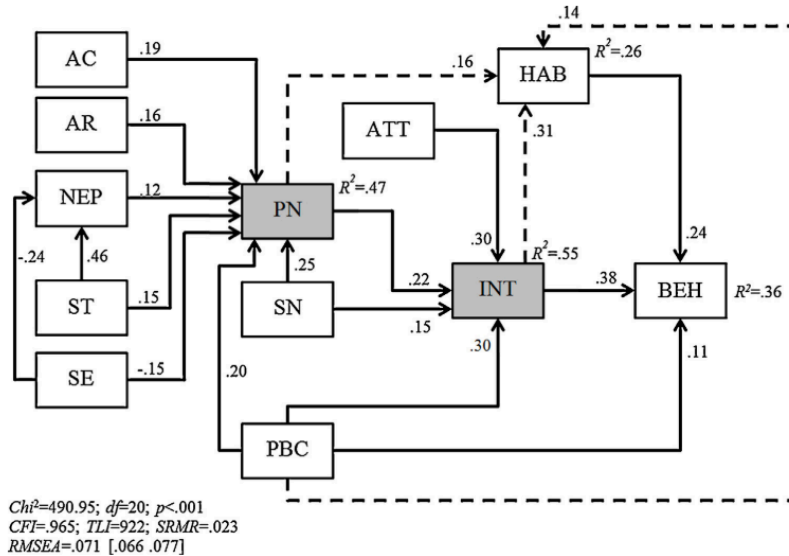 .14
AC
.19
.16
HAB
R²=.26
AR
.16
ATT
.31
NEP
.12
R²=.47
PN
-.24
.46
.30
.24
R²=.55
.25
.22
INT
.38
BEH
R²=.36
ST
.15
SN
.15
.30
.11
SE
-.15
.20
PBC
Chi²=490.95; df=20; p<.001
CFI=.965; TLI=922; SRMR=.023
RMSEA=.071 [.066 .077]